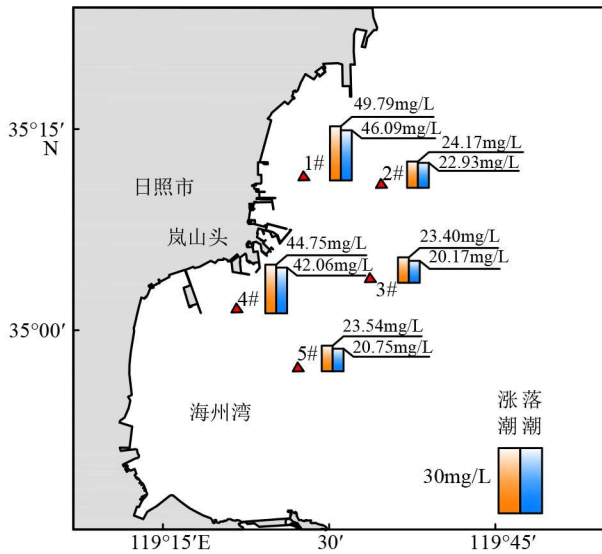 49.79mg/L
46.09mg/L
35°15′
N
24.17mg/L
22.93mg/L
1#
2#
日照市
岚山头
44.75mg/L
42.06mg/L
23.40mg/L
20.17mg/L
3#
4#
35°00′
23.54mg/L
20.75mg/L
5#
海州湾
涨潮
落潮
30mg/L
119°15′E
30′
119°45′